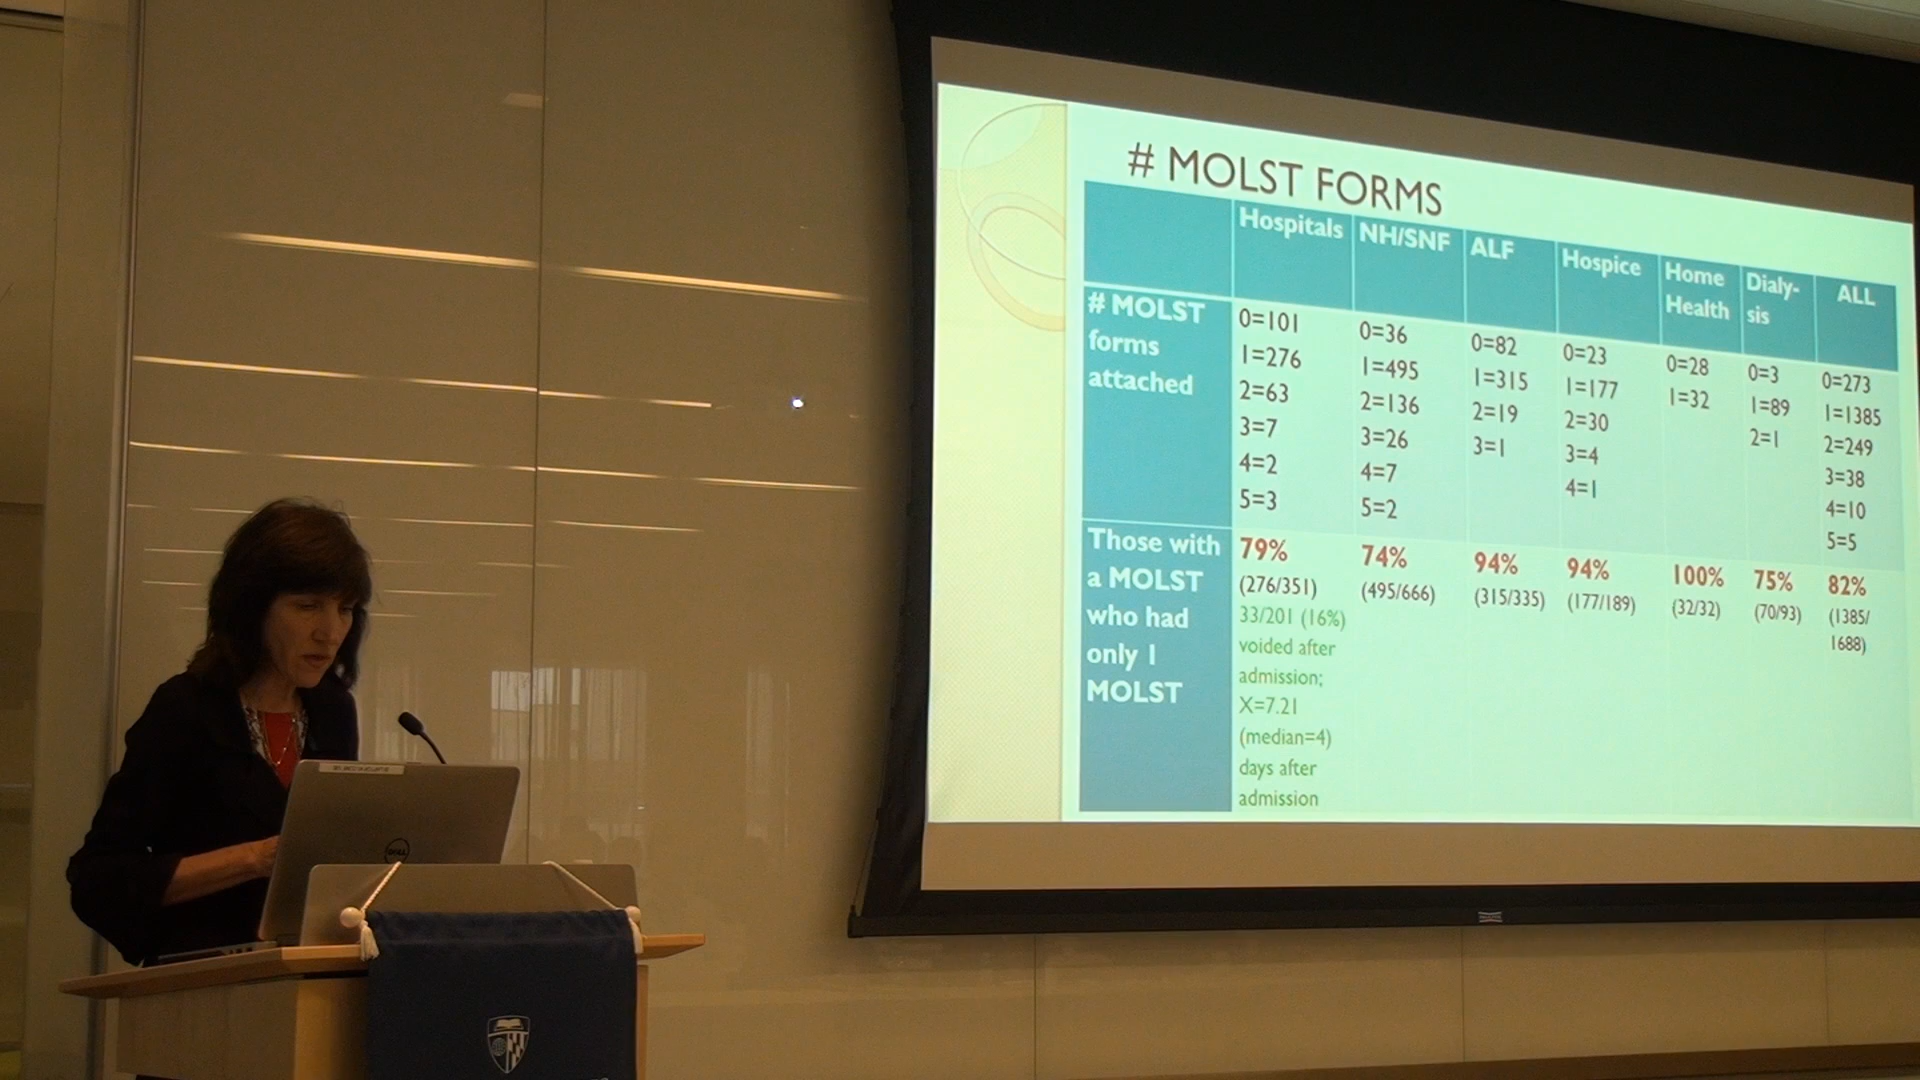 # MOLST FORMS
Hospitals NH/SNF ALF Hospice Home Health Dialy-sis ALL
# MOLST
forms
attached
0=101
1=276
2=63
3=7
4=2
5=3
0=36
1=495
2=136
3=26
4=7
5=2
0=82
1=315
2=19
3=1
0=23
1=177
2=30
3=4
4=1
0=28
1=32
0=3
1=89
2=1
0=273
1=1385
2=249
3=38
4=10
5=5
Those with
a MOLST
who had
only 1
MOLST
79%
(276/351)
33/201 (16%)
voided after
admission;
X=7.21
(median=4)
days after
admission
74%
(495/666)
94%
(315/335)
94%
(177/189)
100%
(32/32)
75%
(70/93)
82%
(1385/
1688)
DELL